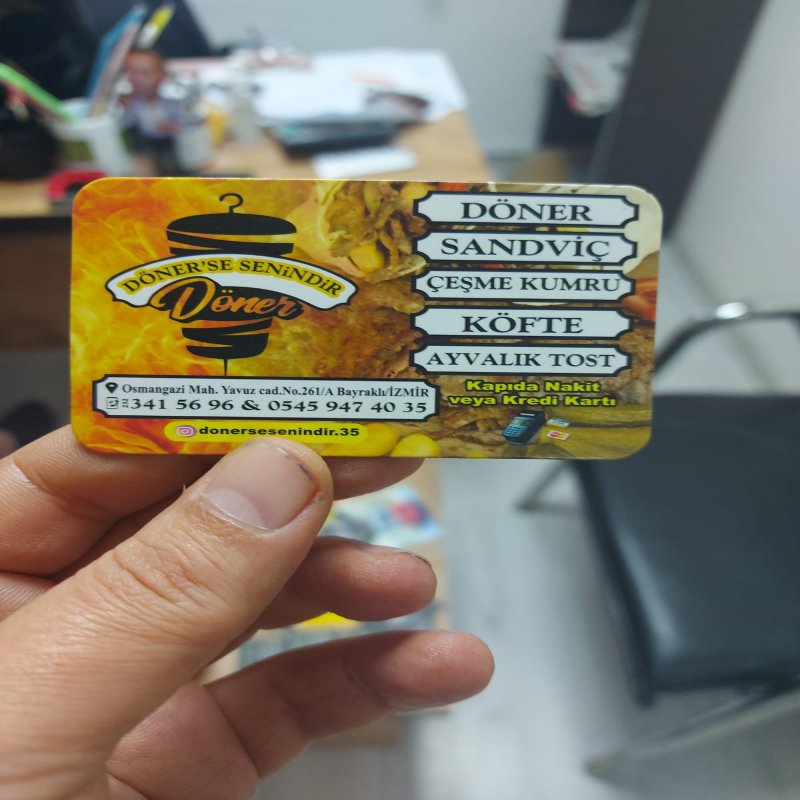 DÖNER'SE SENİNDİR
Döner
Osmangazi Mah. Yavuz cad.No.261/A Bayraklı/İZMİR
232 341 56 96 & 0545 947 40 35
donersesenindir.35
DÖNER
SANDVİÇ
ÇEŞME KUMRU
KÖFTE
AYVALIK TOST
Kapıda Nakit
veya Kredi Kartı